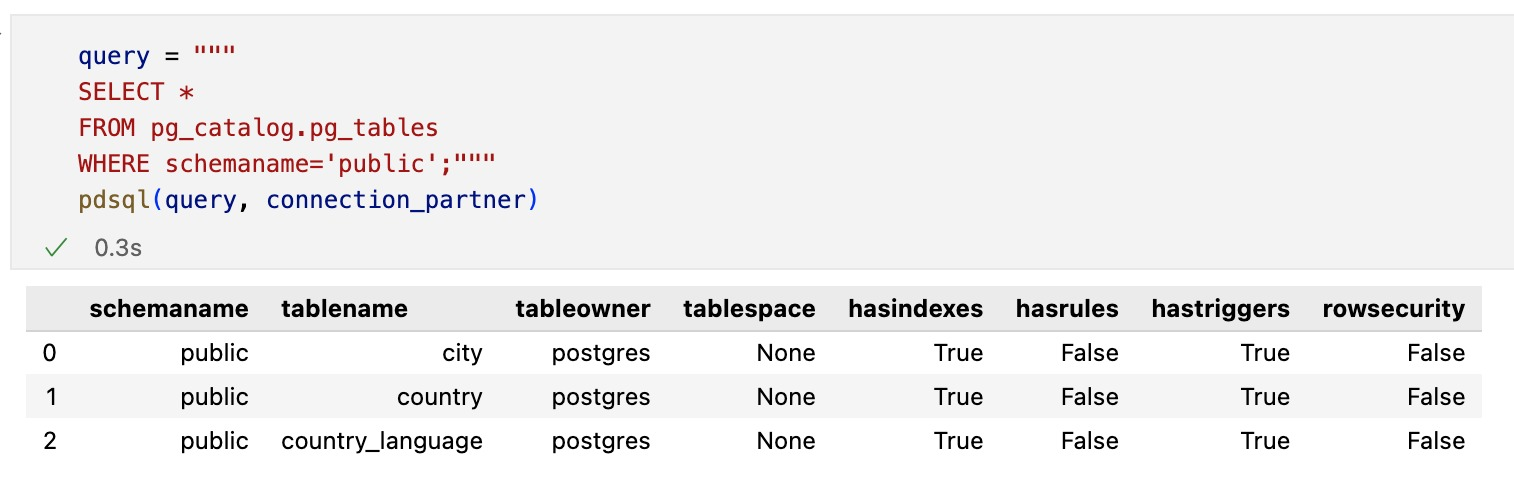 query = """
SELECT *
FROM pg_catalog.pg_tables
WHERE schemaname='public';"""
pdsql(query, connection_partner)
0.3s
schemaname tablename tableowner tablespace hasindexes hasrules hastriggers rowsecurity
0 public city postgres None True False True False
1 public country postgres None True False True False
2 public country_language postgres None True False True False